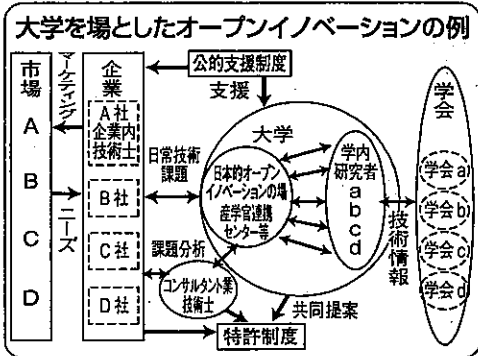 大学を場としたオープンイノベーションの例
市場
A
B
C
D
マーケティング
ニーズ
企業
A社
企業内
技術士
B社
C社
D社
公的支援制度
支援
日常技術
課題
課題分析
コンサルタント業
技術士
大学
日本的オープン
イノベーションの場
産学官連携
センター等
学内
研究者
a
b
c
d
共同提案
特許制度
技術情報
学会
学会a
学会b
学会c
学会d